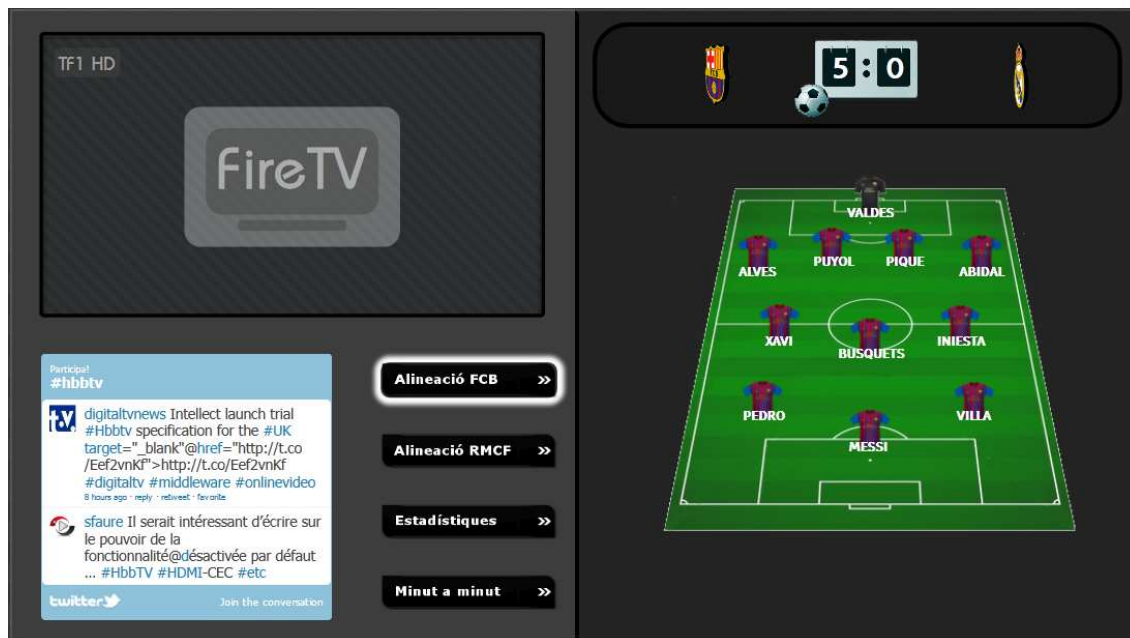 TF1 HD
FireTV
Participa!
#hbbtv
digitaltvnews Intellect launch trial
#Hbbtv specification for the #UK
target="_blank"@href="http://t.co
/Eef2vnKf">http://t.co/Eef2vnKf
#digitaltv #middleware #onlinevideo
8 hours ago · reply · retweet · favorite
sfaure Il serait intéressant d'écrire sur
le pouvoir de la
fonctionnalité@désactivée par défaut
... #HbbTV #HDMI-CEC #etc
twitter
Join the conversation
Alineació FCB »
Alineació RMCF »
Estadístiques »
Minut a minut »
5:0
VALDES
ALVES
PUYOL
PIQUE
ABIDAL
XAVI
BUSQUETS
INIESTA
PEDRO
MESSI
VILLA